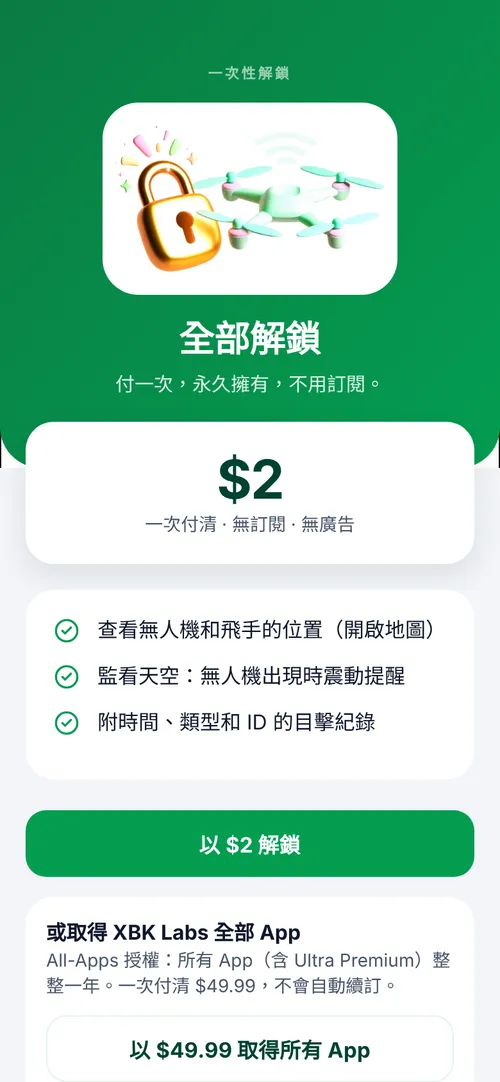 一次性解鎖
全部解鎖
付一次，永久擁有，不用訂閱。
$2
一次付清 · 無訂閱 · 無廣告
查看無人機和飛手的位置（開啟地圖）
監看天空：無人機出現時震動提醒
附時間、類型和 ID 的目擊紀錄
以 $2 解鎖
或取得 XBK Labs 全部 App
All-Apps 授權：所有 App（含 Ultra Premium）整
整一年。一次付清 $49.99，不會自動續訂。
以 $49.99 取得所有 App